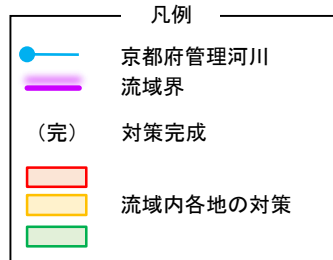 凡例
京都府管理河川
流域界
（完） 対策完成
流域内各地の対策